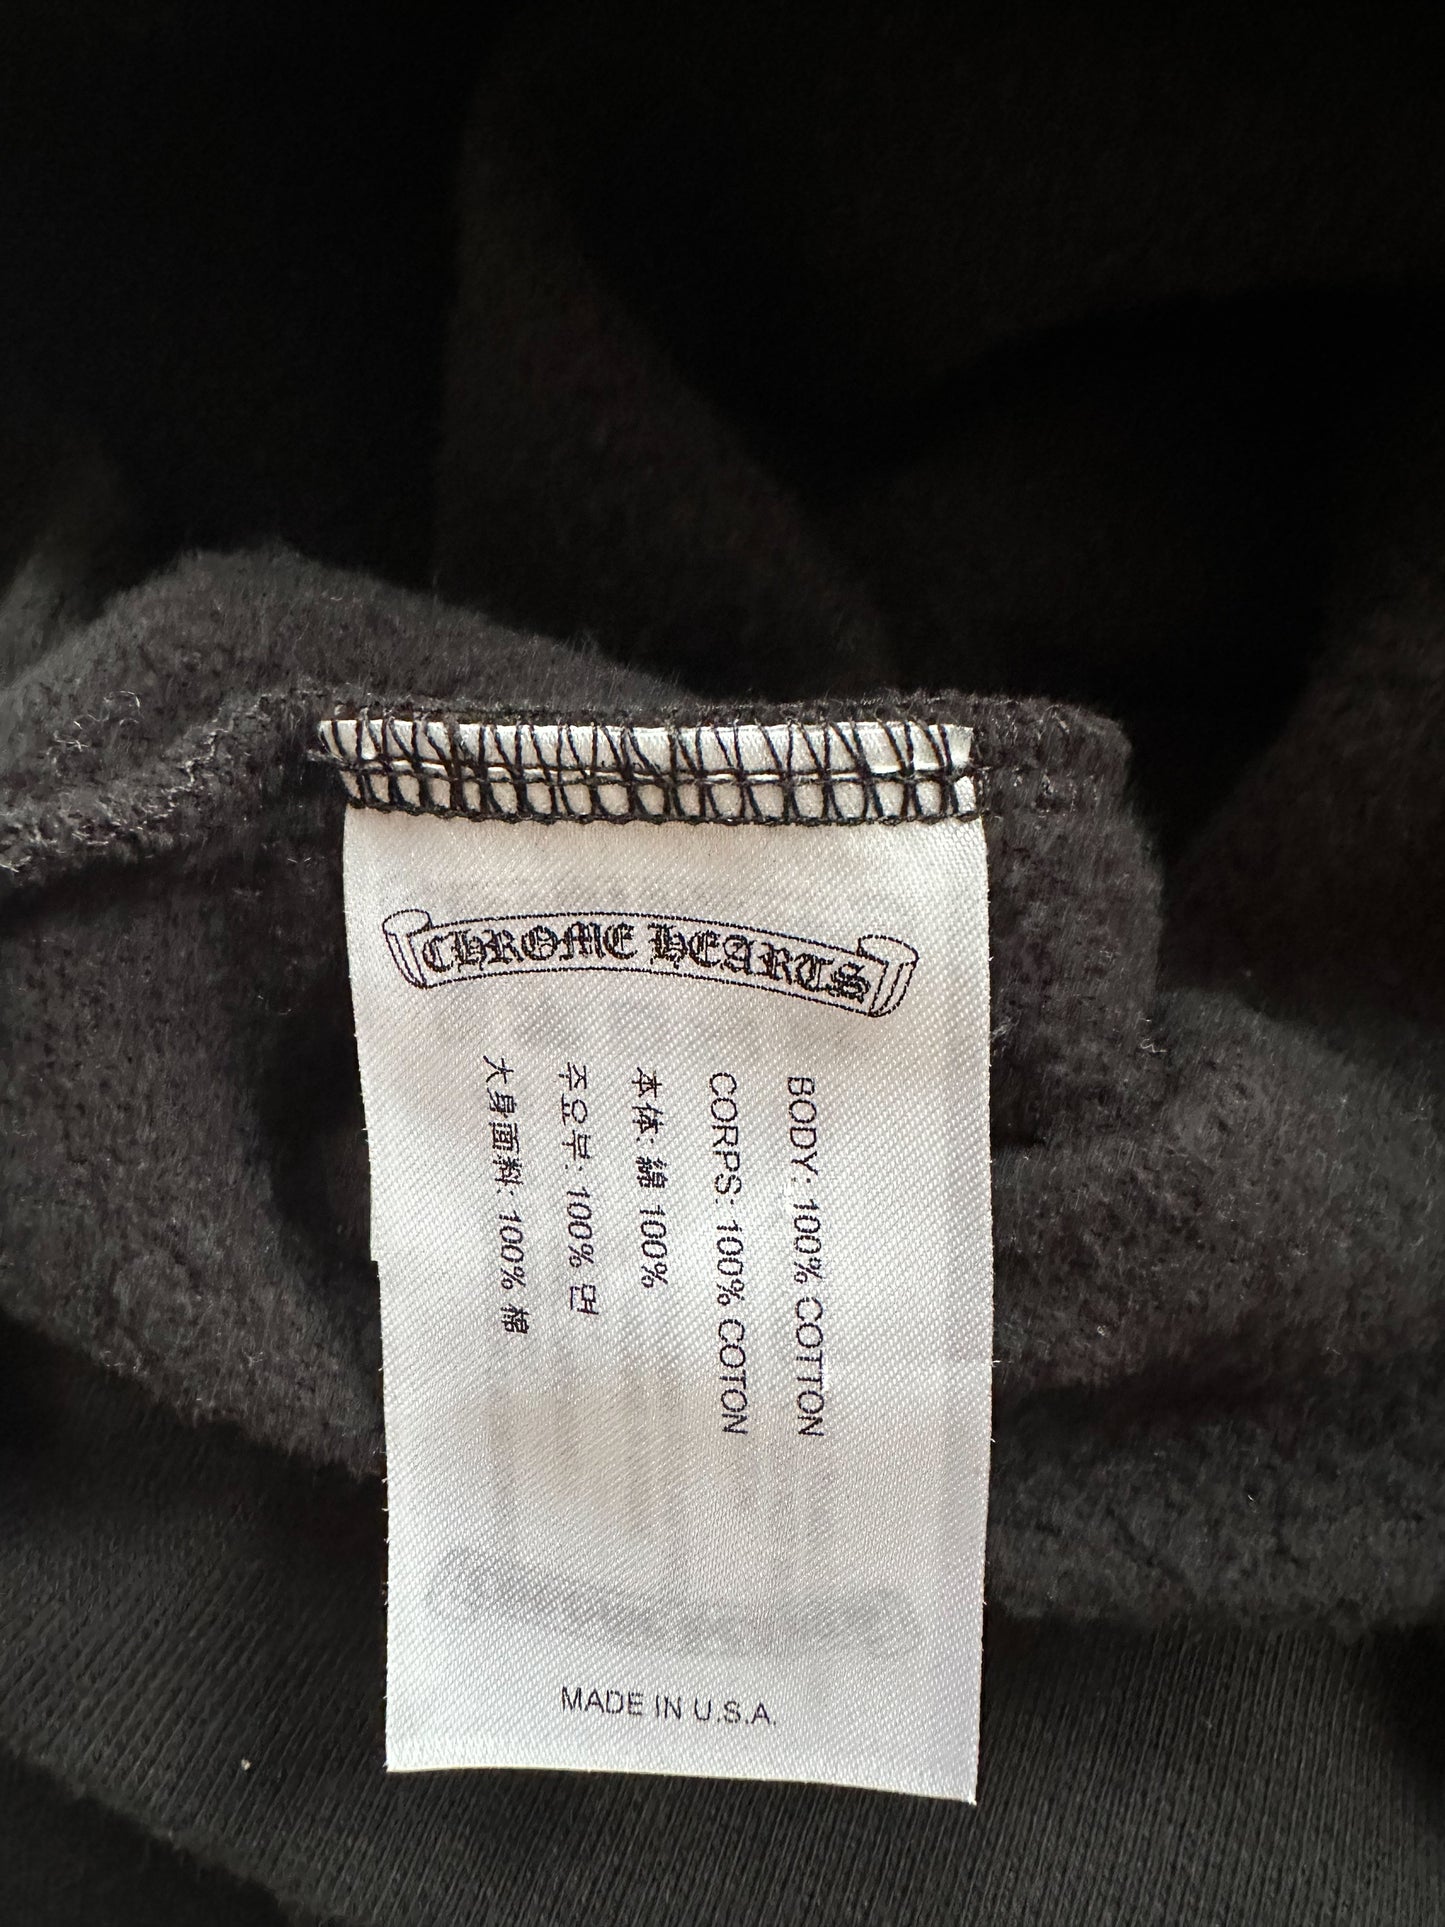 CHROME HEARTS
BODY: 100% COTTON
CORPS: 100% COTON
本体: 綿 100%
주요부: 100% 면
大身面料: 100% 棉
MADE IN U.S.A.